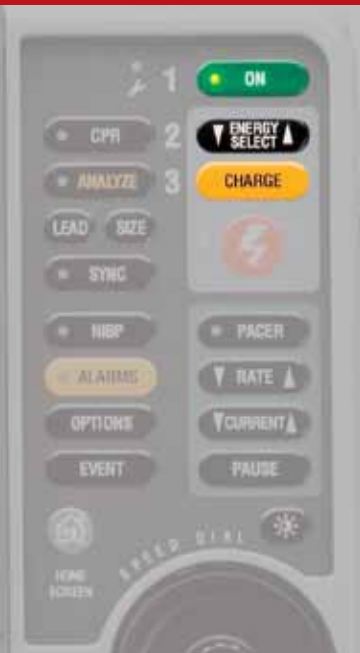 1 ON
CPR 2 ENERGY SELECT
ANALYZE 3 CHARGE
LEAD SIZE
SYNC
NIBP PACER
ALARMS RATE
OPTIONS CURRENT
EVENT PAUSE
HOME SCREEN
SPEED DIAL